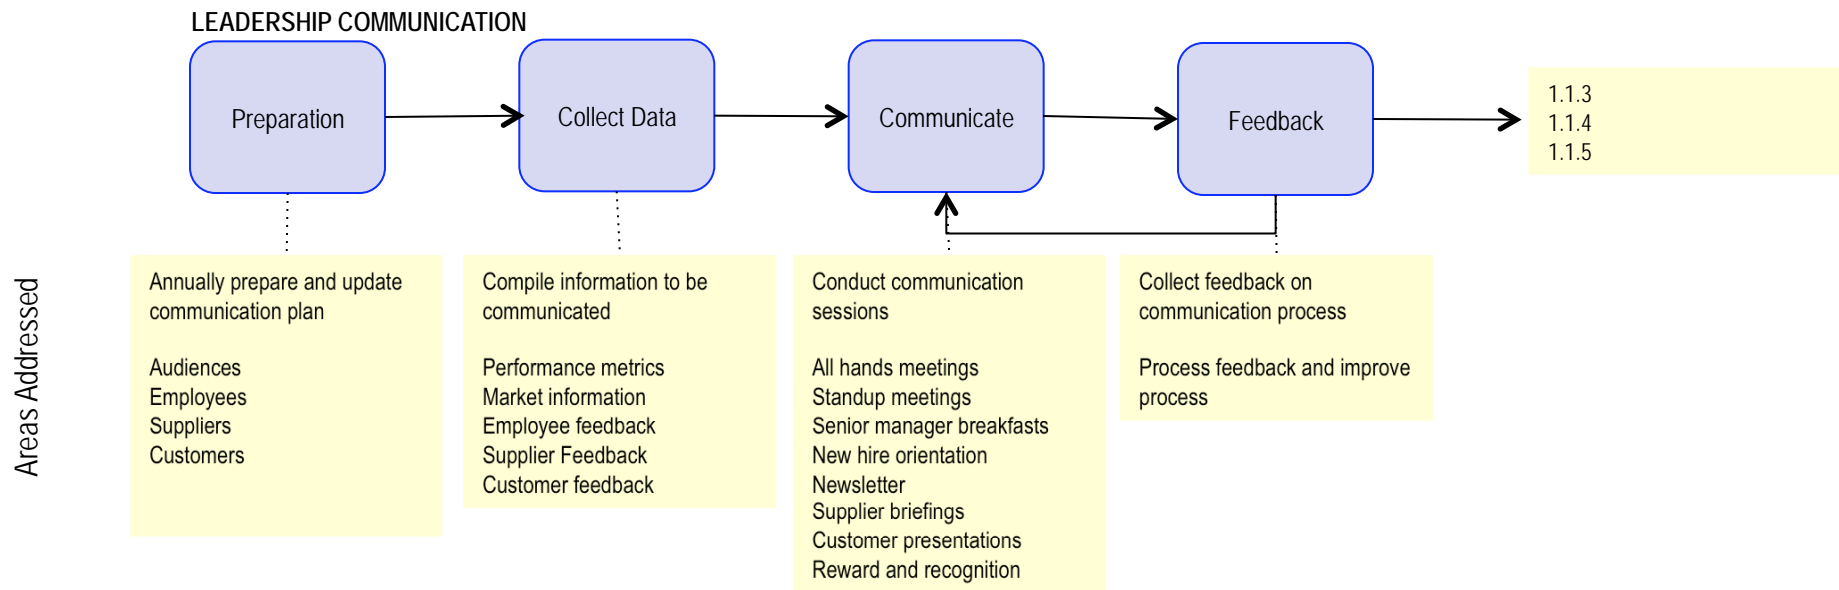 LEADERSHIP COMMUNICATION
Preparation
Collect Data
Communicate
Feedback
1.1.3
1.1.4
1.1.5
Areas Addressed
Annually prepare and update
communication plan
Audiences
Employees
Suppliers
Customers
Compile information to be
communicated
Performance metrics
Market information
Employee feedback
Supplier Feedback
Customer feedback
Conduct communication
sessions
All hands meetings
Standup meetings
Senior manager breakfasts
New hire orientation
Newsletter
Supplier briefings
Customer presentations
Reward and recognition
Collect feedback on
communication process
Process feedback and improve
process